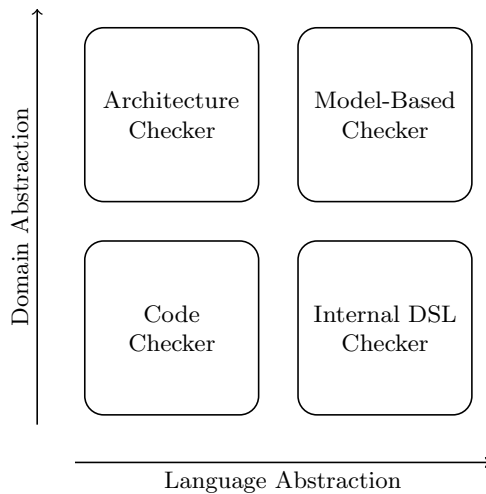 Architecture
Checker
Model-Based
Checker
Domain Abstraction
Code
Checker
Internal DSL
Checker
Language Abstraction